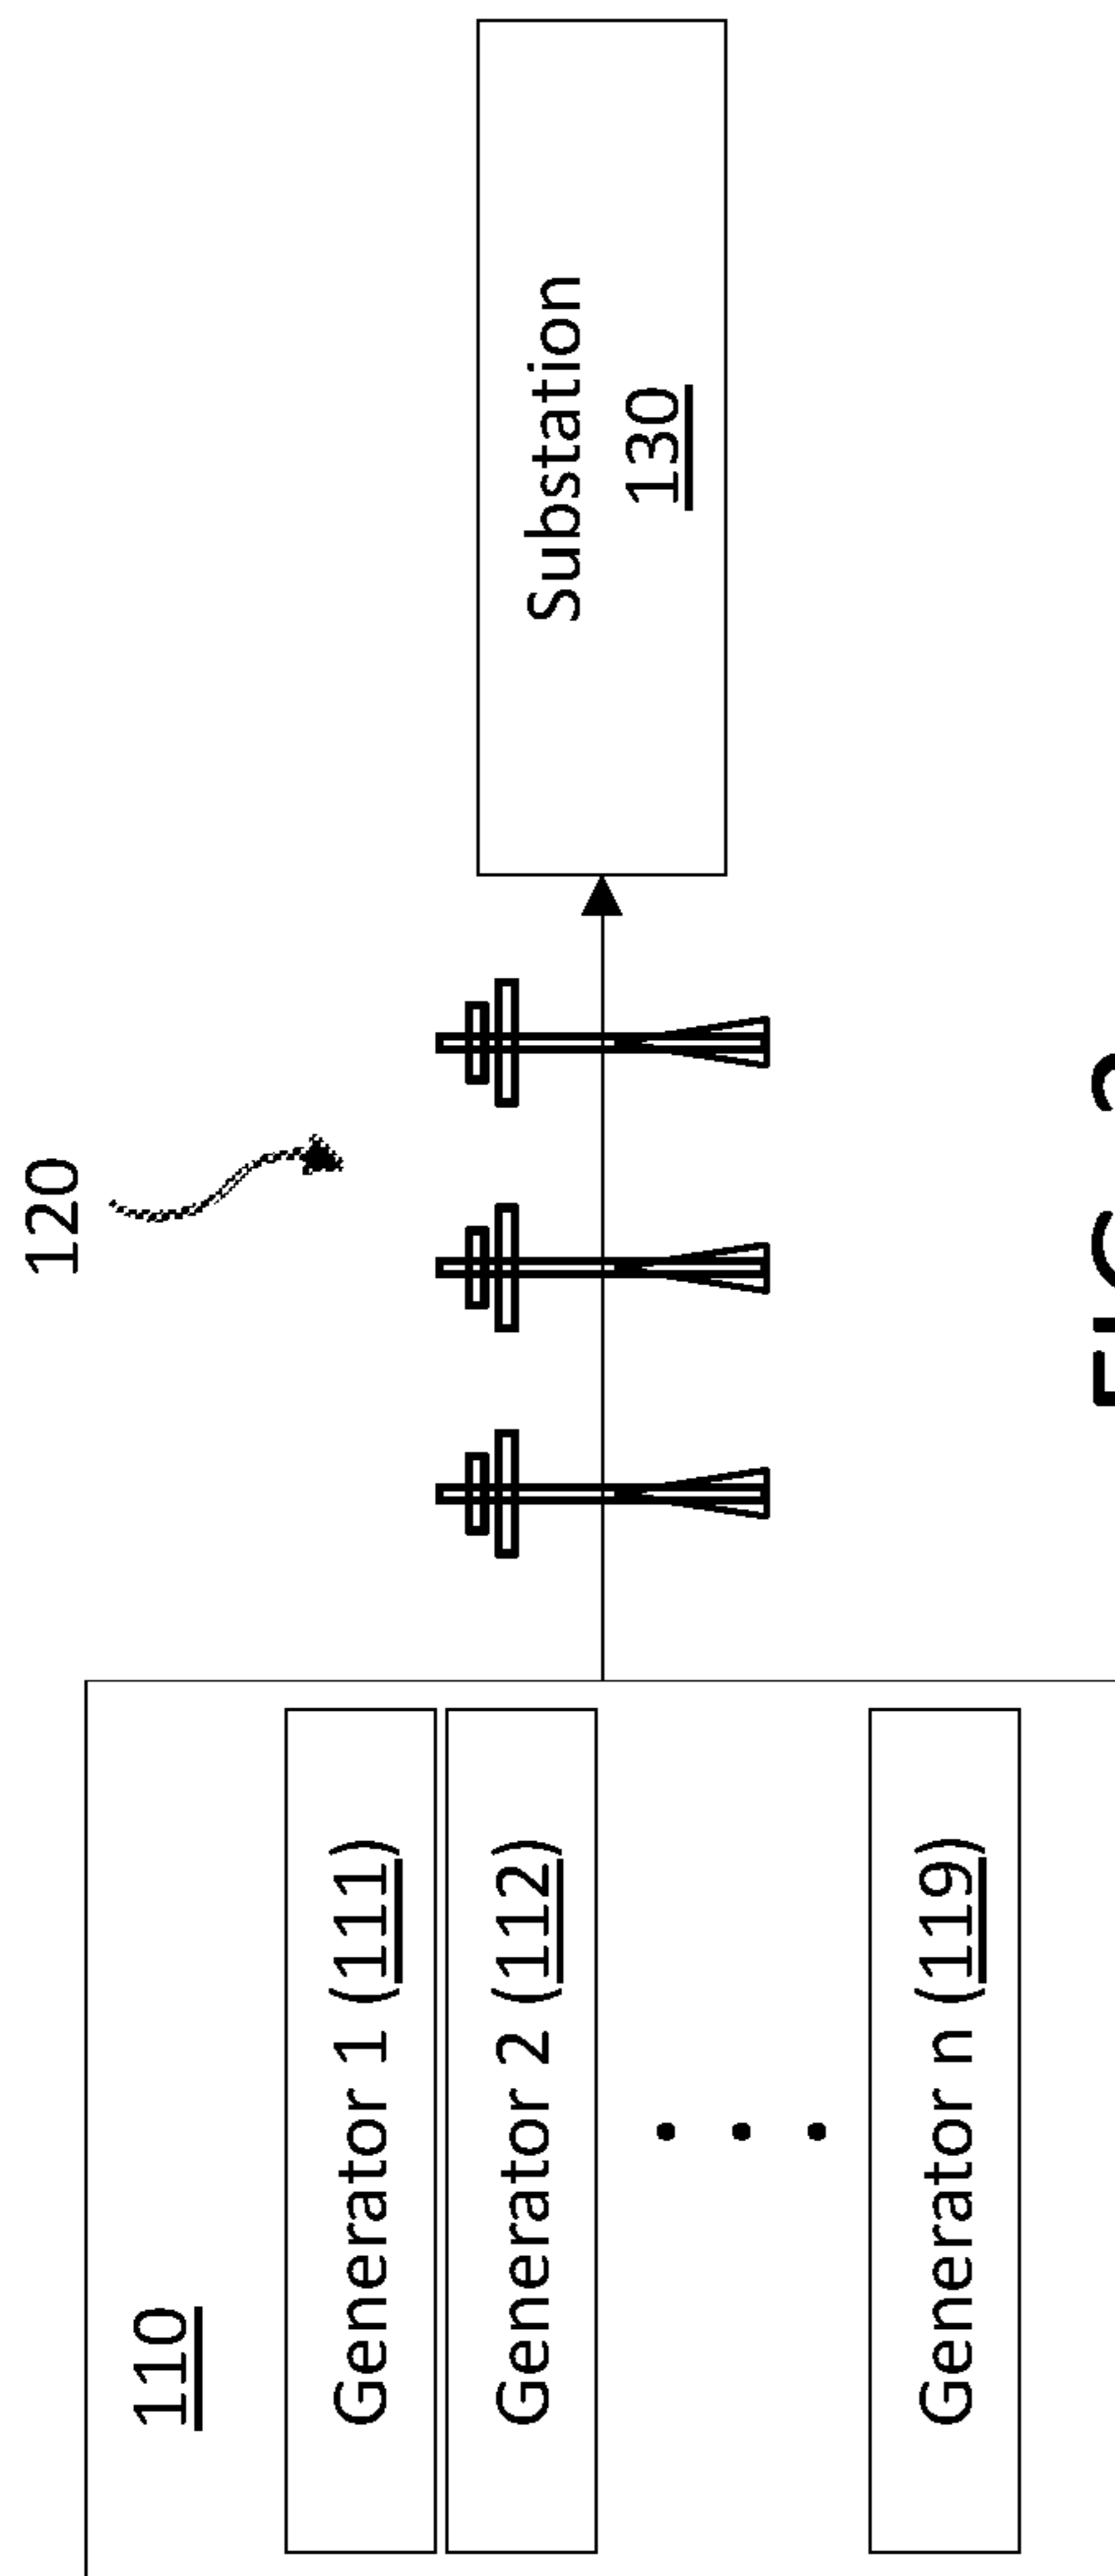 110
Generator 1 (111)
Generator 2 (112)
Generator n (119)
120
Substation
130